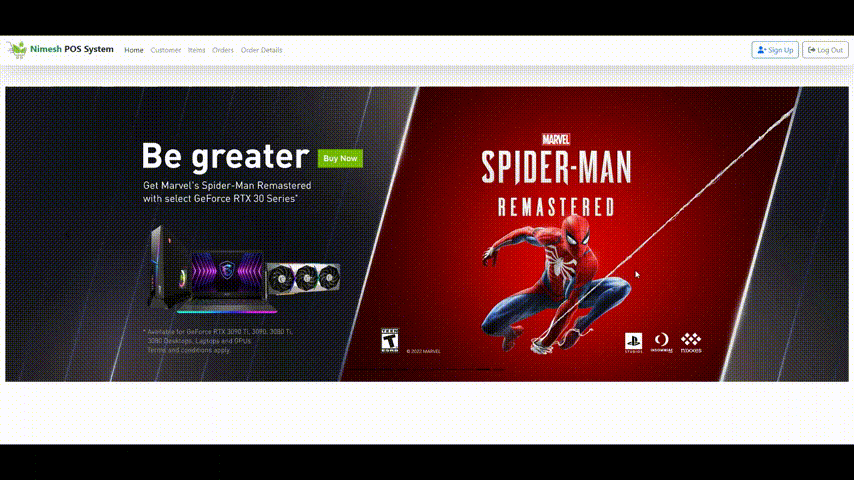 Nimesh POS System Home Customer Items Orders Order Details Sign Up Log Out
Be greater
Buy Now
Get Marvel's Spider-Man Remastered
with select GeForce RTX 30 Series*
* Available for GeForce RTX 3090 Ti, 3090, 3080 Ti,
3080 Desktops, Laptops and GPUs
Terms and conditions apply.
MARVEL
SPIDER-MAN
REMASTERED
TEEN
T
© 2022 MARVEL
STUDIOS
INSOMNIAC
NIXXES